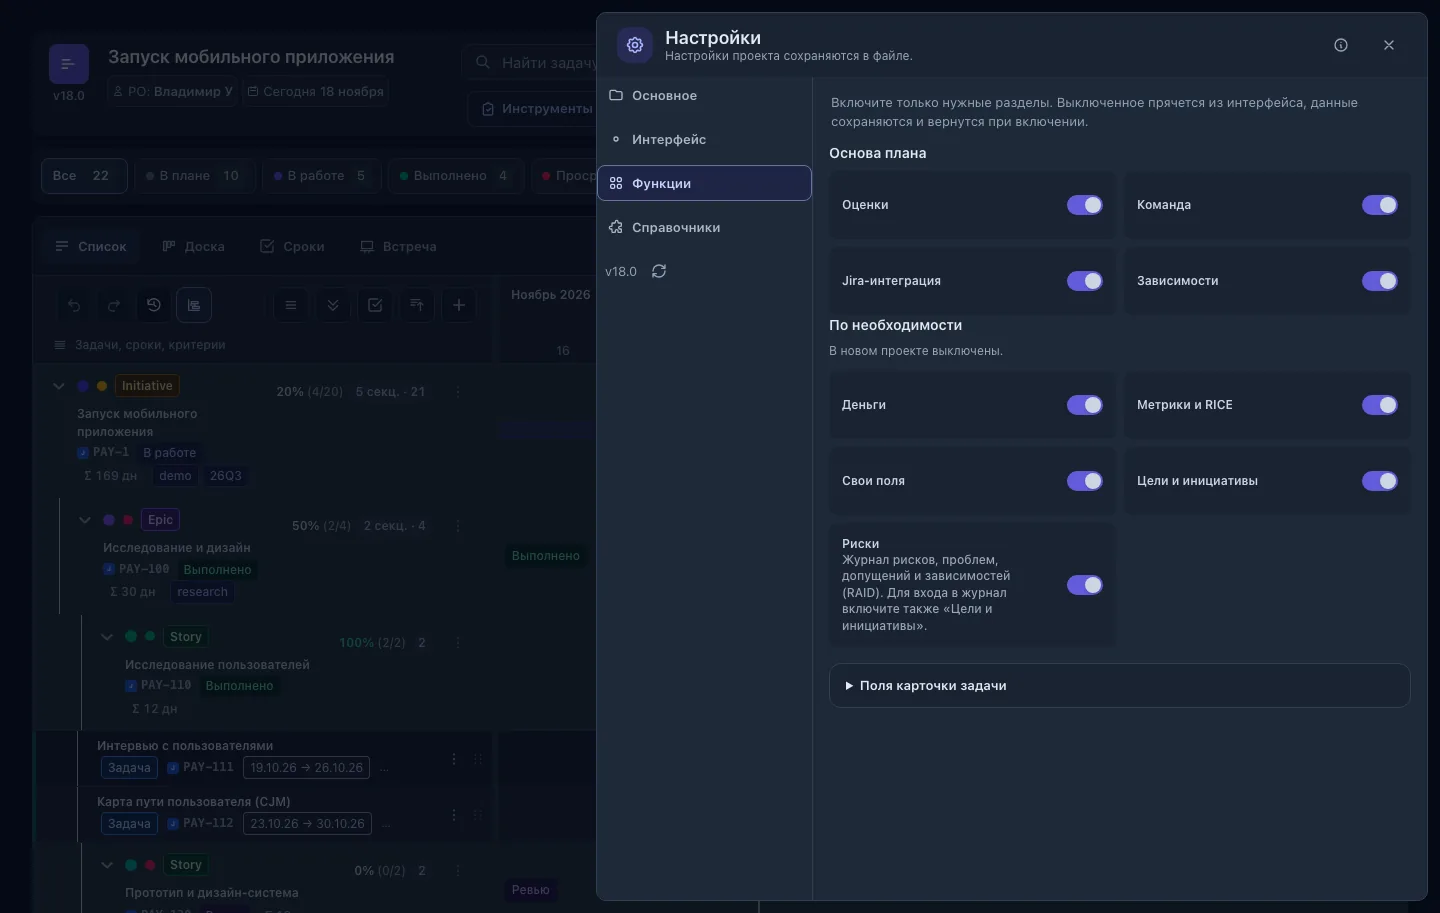 Запуск мобильного приложения
v18.0
PO: Владимир У
Сегодня 18 ноября
Найти задачу
Инструменты
Все 22
В плане 10
В работе 5
Выполнено 4
Проср
Список
Доска
Сроки
Встреча
Ноябрь 2026
16
Задачи, сроки, критерии
Initiative
20% (4/20) 5 секц. · 21
Запуск мобильного
приложения
PAY-1 В работе
Σ 169 дн demo 26Q3
Epic
50% (2/4) 2 секц. · 4
Исследование и дизайн
PAY-100 Выполнено
Σ 30 дн research
Выполнено
Story
100% (2/2) 2
Исследование пользователей
PAY-110 Выполнено
Σ 12 дн
Интервью с пользователями
Задача PAY-111 19.10.26 → 26.10.26 ...
Карта пути пользователя (CJM)
Задача PAY-112 23.10.26 → 30.10.26 ...
Story
0% (0/2) 2
Прототип и дизайн-система
Ревью
Настройки
Настройки проекта сохраняются в файле.
Основное
Интерфейс
Функции
Справочники
v18.0
Включите только нужные разделы. Выключенное прячется из интерфейса, данные
сохраняются и вернутся при включении.
Основа плана
Оценки
Команда
Jira-интеграция
Зависимости
По необходимости
В новом проекте выключены.
Деньги
Метрики и RICE
Свои поля
Цели и инициативы
Риски
Журнал рисков, проблем,
допущений и зависимостей
(RAID). Для входа в журнал
включите также «Цели и
инициативы».
Поля карточки задачи